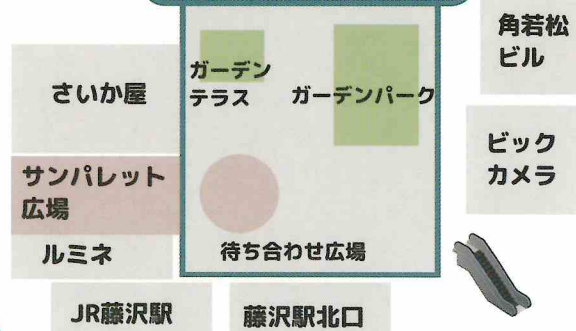 角若松
ビル
ガーデン
テラス
ガーデンパーク
さいか屋
ビック
カメラ
サンパレット
広場
ルミネ
待ち合わせ広場
JR藤沢駅
藤沢駅北口